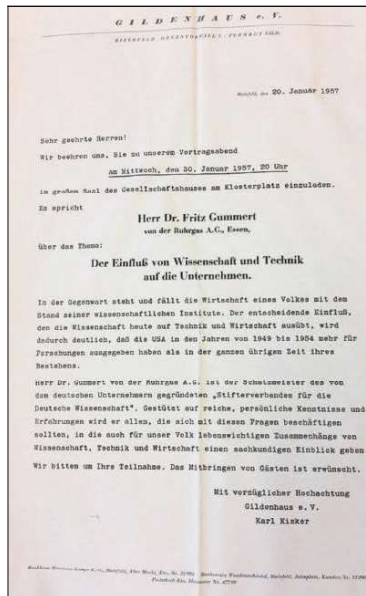 GILDENHAUS e. V.
BIELEFELD
Bielefeld, den 20. Januar 1957
Sehr geehrte Herren!
Wir beehren uns, Sie zu unserem Vortragsabend
am Mittwoch, den 30. Januar 1957, 20 Uhr
im großen Saal des Gesellschaftshauses am Klosterplatz einzuladen.
Es spricht
Herr Dr. Fritz Gummert
von der Ruhrgas A.G., Essen,
über das Thema:
Der Einfluß von Wissenschaft und Technik
auf die Unternehmen.
In der Gegenwart steht und fällt die Wirtschaft eines Volkes mit dem
Stand seiner wissenschaftlichen Institute. Der entscheidende Einfluß,
den die Wissenschaft heute auf Technik und Wirtschaft ausübt, wird
dadurch deutlich, daß die USA in den Jahren von 1949 bis 1954 mehr für
Forschungen ausgegeben haben als in der ganzen übrigen Zeit ihres
Bestehens.
Herr Dr. Gummert von der Ruhrgas A.G. ist der Schatzmeister des von
den deutschen Unternehmern gegründeten „Stifterverbandes für die
Deutsche Wissenschaft". Gestützt auf reiche, persönliche Kenntnisse und
Erfahrungen wird er allen, die sich mit diesen Fragen beschäftigen
sollten, in die auch für unser Volk lebenswichtigen Zusammenhänge von
Wissenschaft, Technik und Wirtschaft einen sachkundigen Einblick geben
Wir bitten um Ihre Teilnahme. Das Mitbringen von Gästen ist erwünscht.
Mit vorzüglicher Hochachtung
Gildenhaus e. V.
Karl Kisker